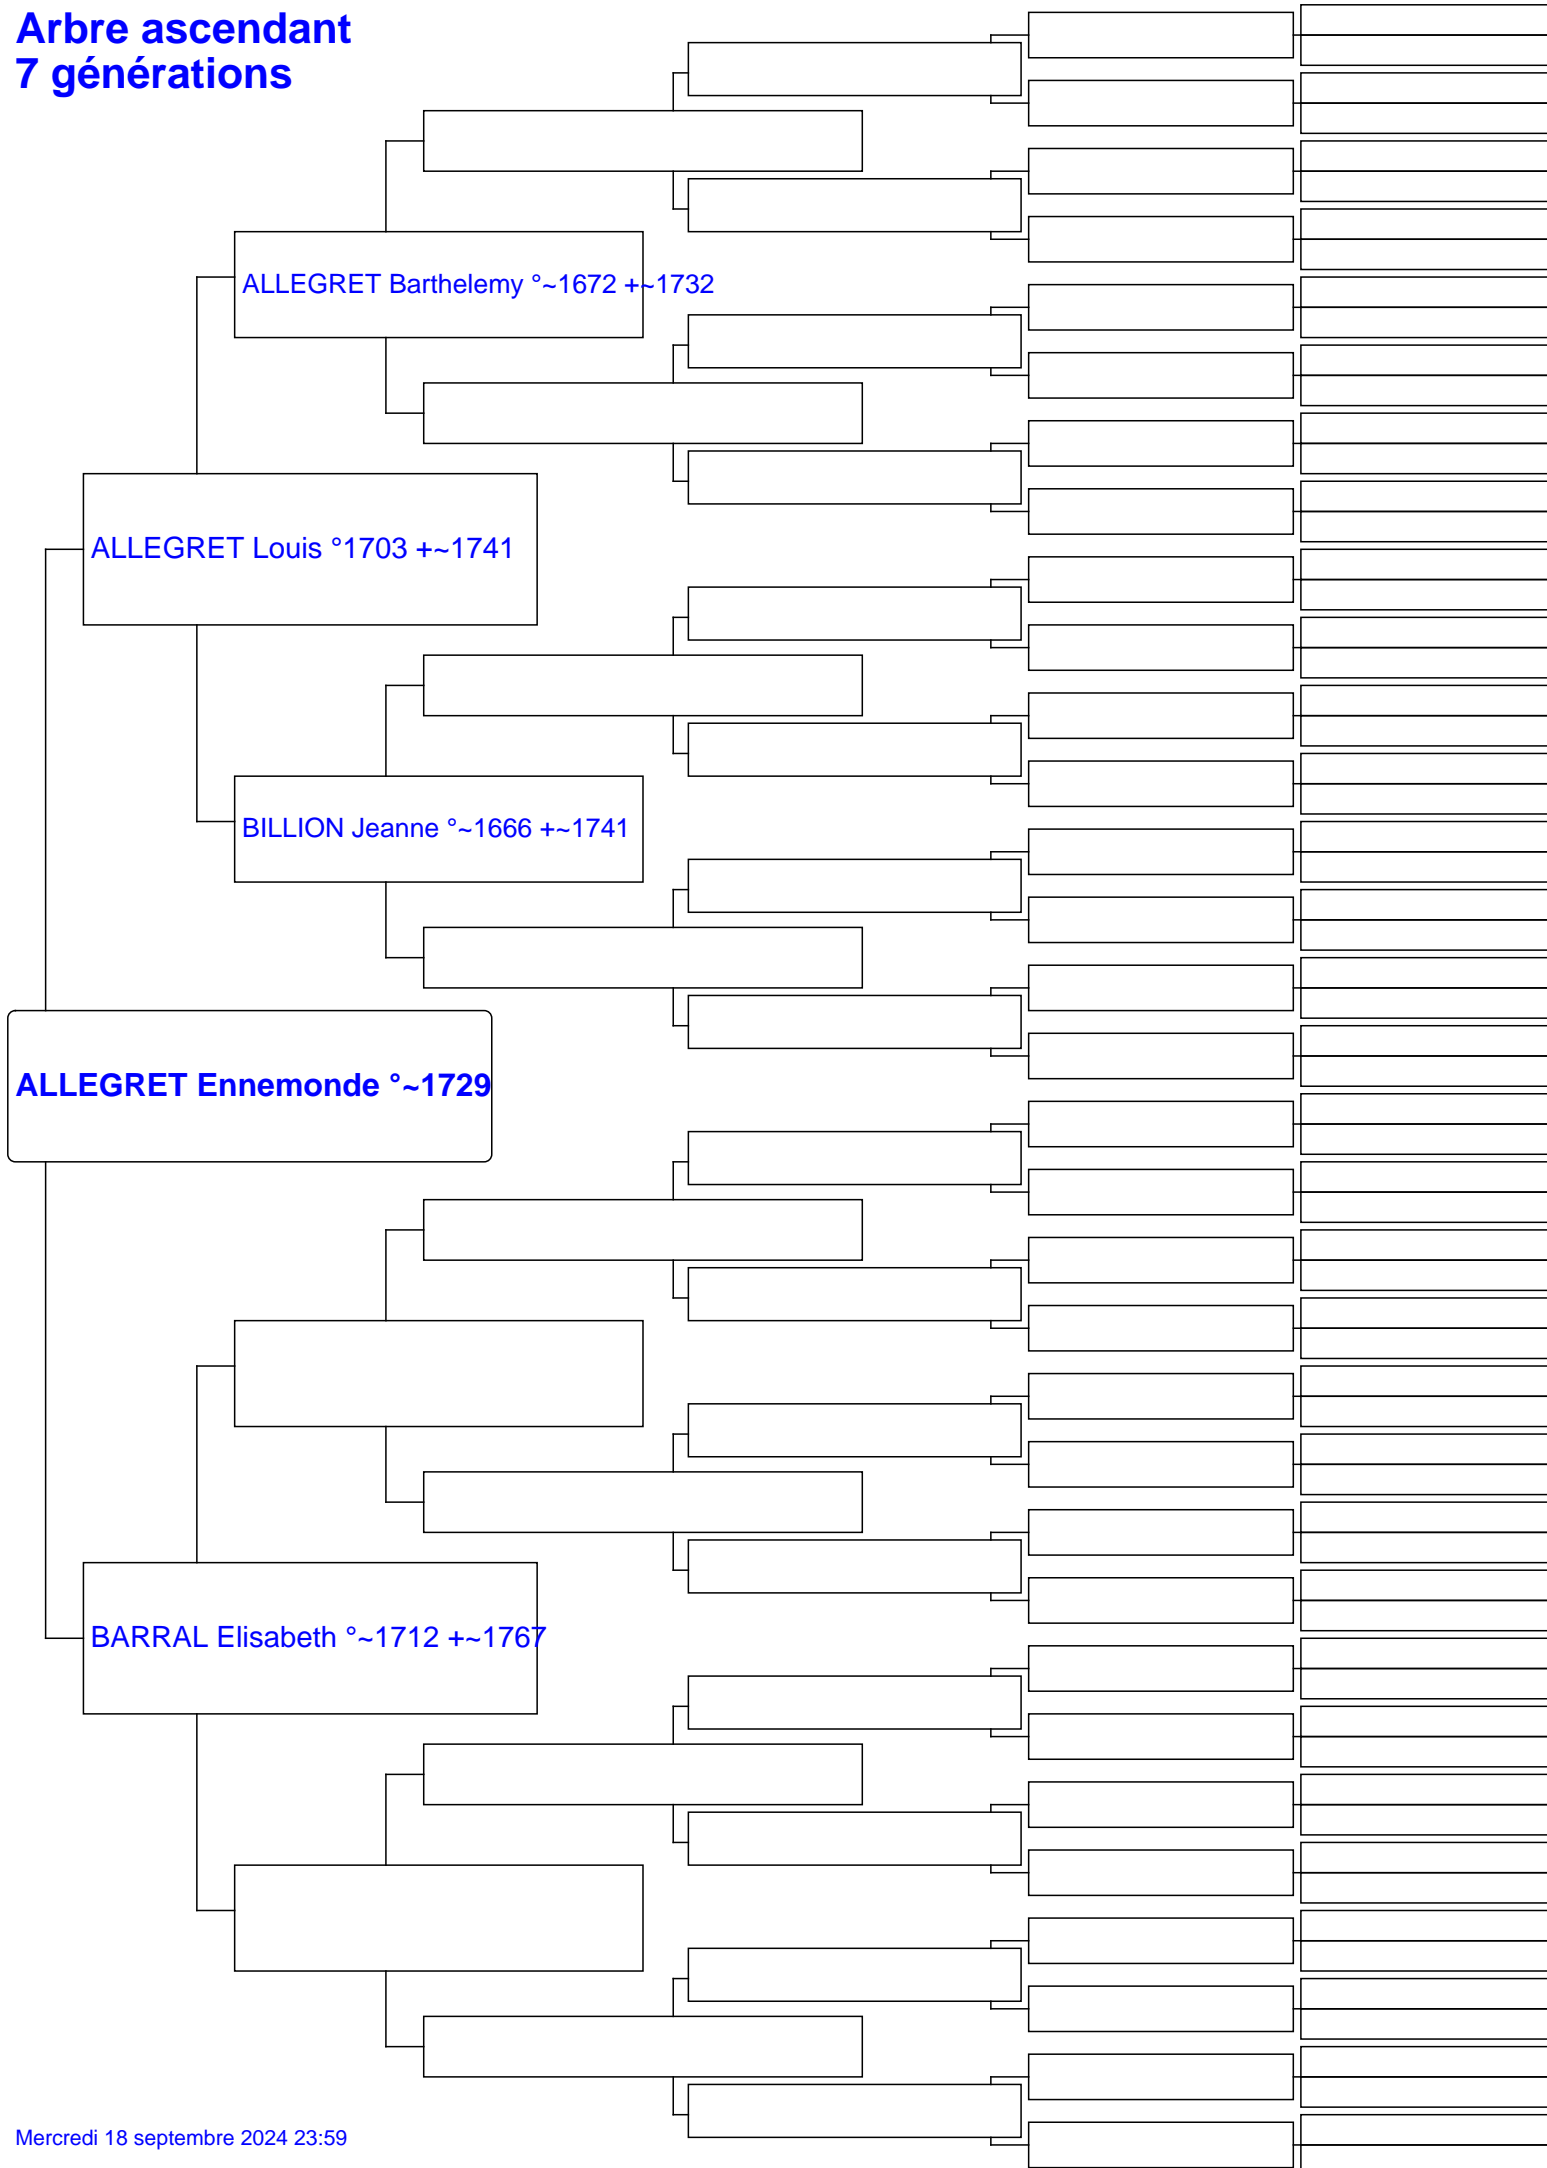 Arbre ascendant
7 générations
ALLEGRET Barthelemy °~1672 +~1732
ALLEGRET Louis °1703 +~1741
BILLION Jeanne °~1666 +~1741
ALLEGRET Ennemonde °~1729
BARRAL Elisabeth °~1712 +~1767
Mercredi 18 septembre 2024 23:59